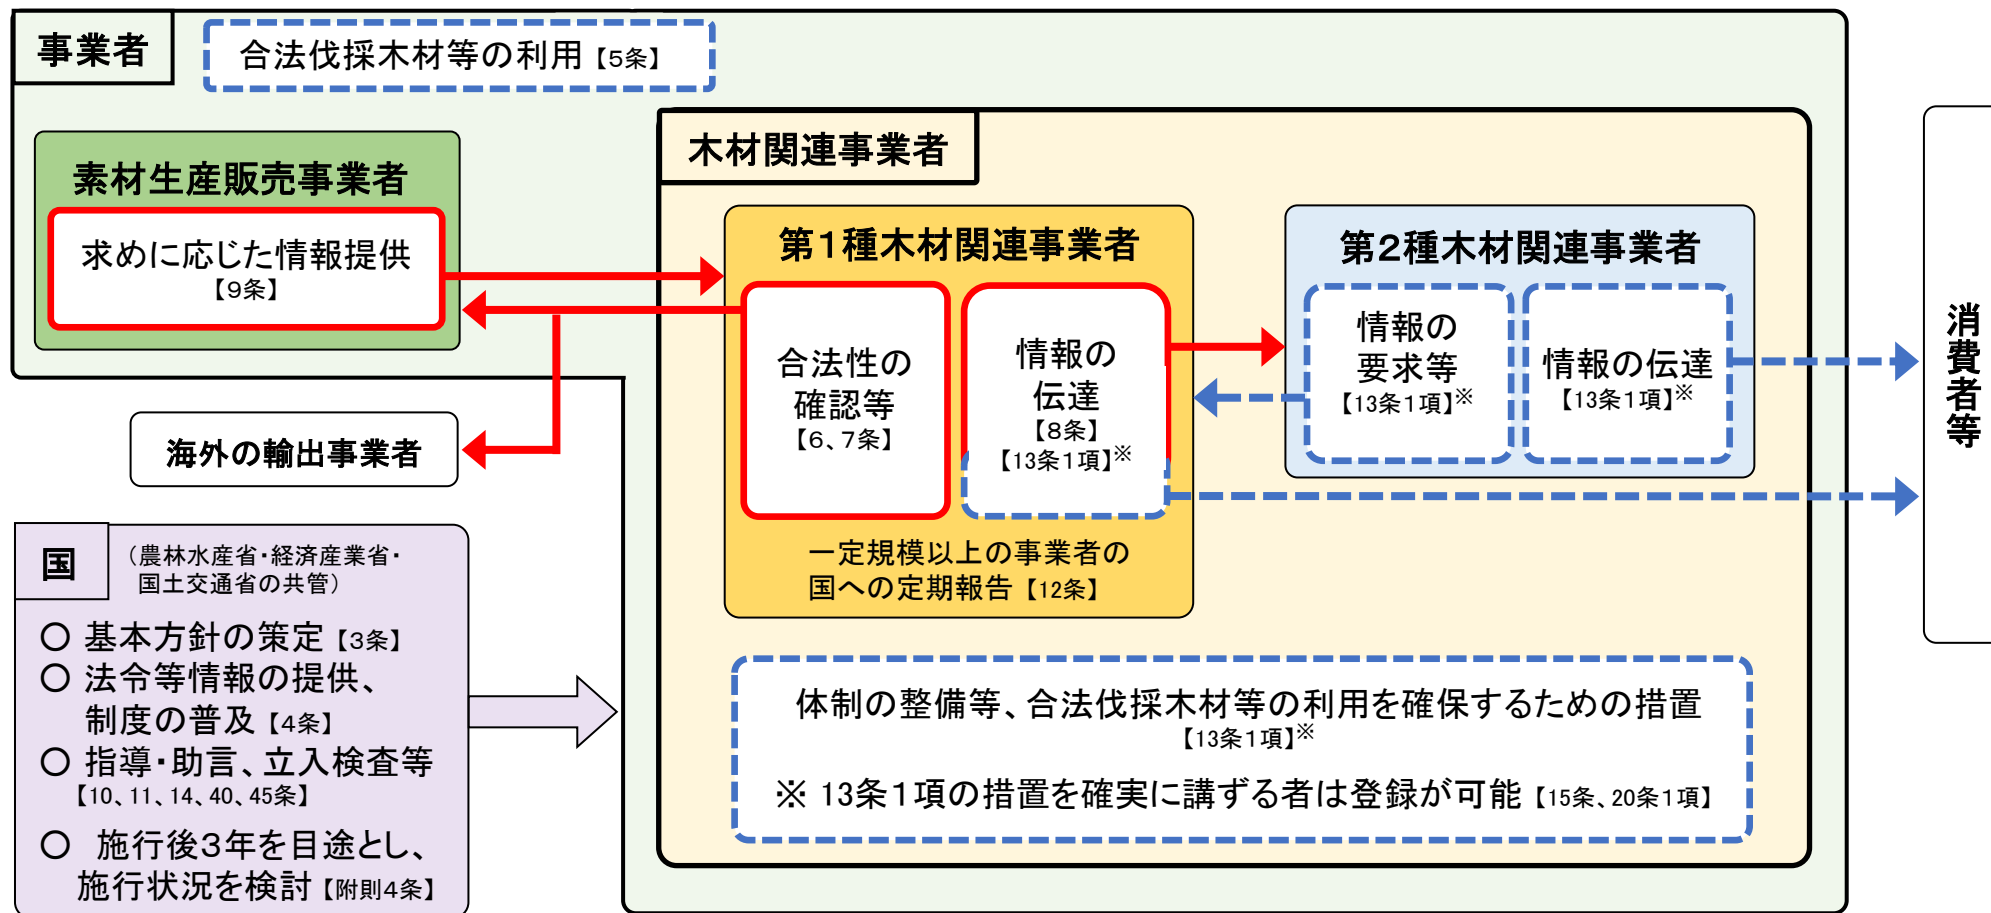 事業者
合法伐採木材等の利用【5条】
素材生産販売事業者
求めに応じた情報提供
【9条】
木材関連事業者
第1種木材関連事業者
合法性の
確認等
【6、7条】
情報の
伝達
【8条】
【13条1項】※
一定規模以上の事業者の
国への定期報告【12条】
第2種木材関連事業者
情報の
要求等
【13条1項】※
情報の伝達
【13条1項】※
消費者等
海外の輸出事業者
国
（農林水産省・経済産業省・
国土交通省の共管）
○ 基本方針の策定【3条】
○ 法令等情報の提供、
制度の普及【4条】
○ 指導・助言、立入検査等
【10、11、14、40、45条】
○ 施行後3年を目途とし、
施行状況を検討【附則4条】
体制の整備等、合法伐採木材等の利用を確保するための措置
【13条1項】※
※ 13条1項の措置を確実に講ずる者は登録が可能【15条、20条1項】